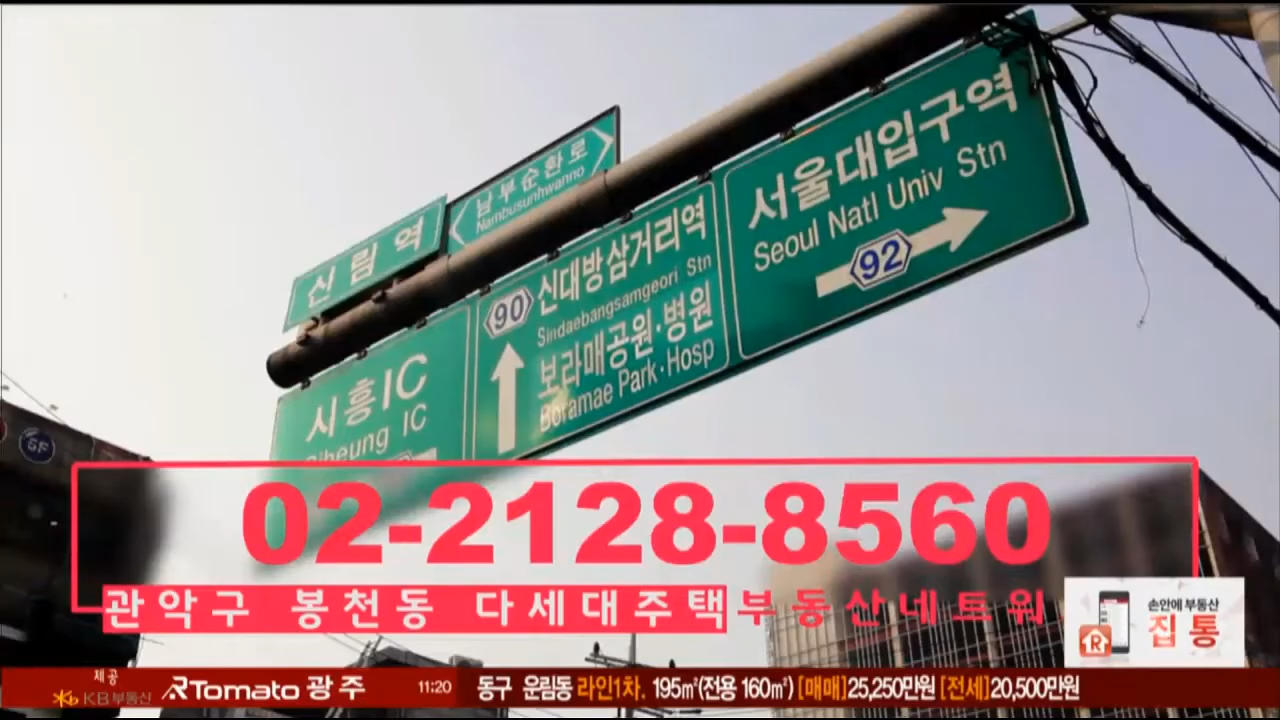 신림역
남부순환로
Nambusunhwanno
서울대입구역
Seoul Natl Univ Stn
92
90
신대방삼거리역
Sindaebangsamgeori Stn
보라매공원·병원
Boramae Park·Hosp
시흥IC
Siheung IC
GF
02-2128-8560
관악구 봉천동 다세대주택 부동산네트워
손안에 부동산
집통
R
제공
KB부동산
RTomato 광주
11:20
동구 운림동 라인1차. 195㎡(전용 160㎡) [매매]25,250만원 [전세]20,500만원